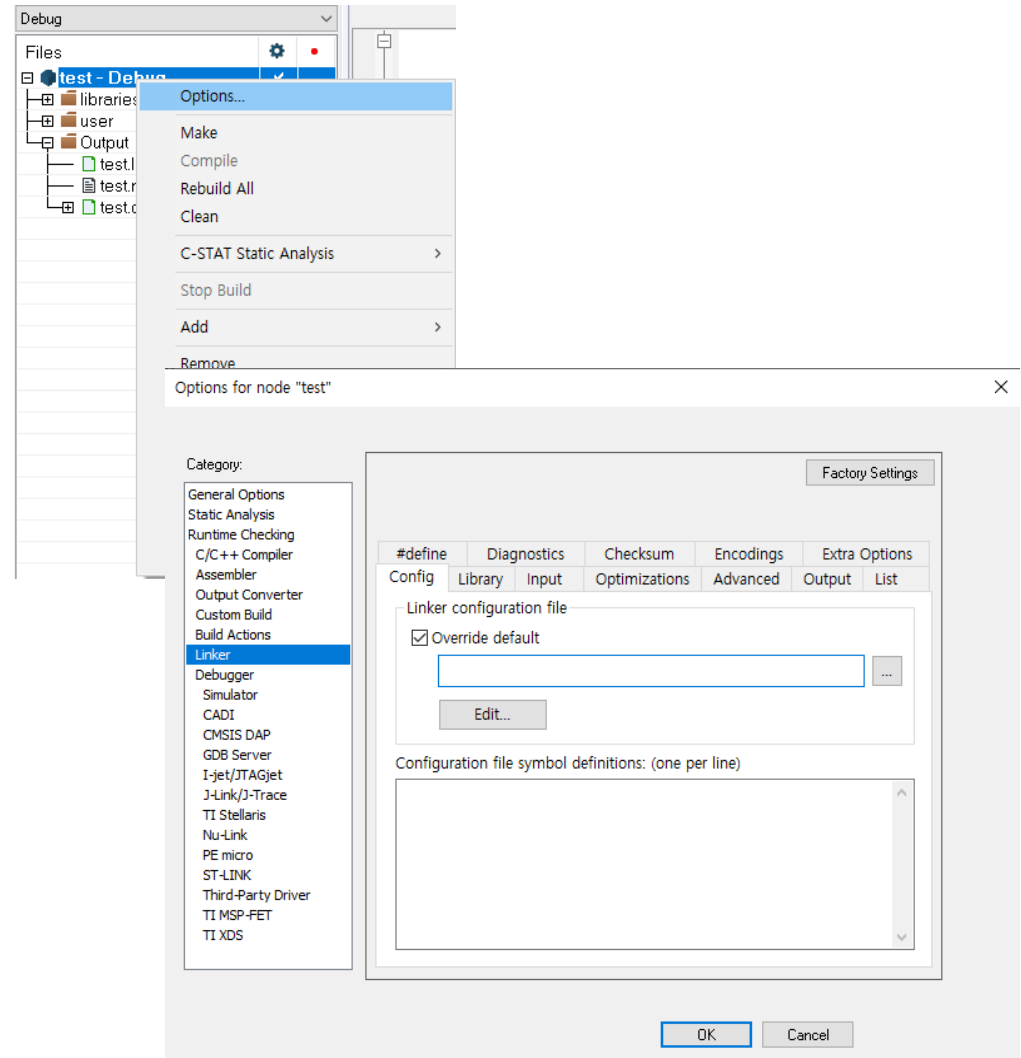 Debug
Files
test - Debug
libraries
user
Output
test.l
test.r
test.c
Options...
Make
Compile
Rebuild All
Clean
C-STAT Static Analysis
Stop Build
Add
Remove
Options for node "test"
Category:
General Options
Static Analysis
Runtime Checking
C/C++ Compiler
Assembler
Output Converter
Custom Build
Build Actions
Linker
Debugger
Simulator
CADI
CMSIS DAP
GDB Server
I-jet/JTAGjet
J-Link/J-Trace
TI Stellaris
Nu-Link
PE micro
ST-LINK
Third-Party Driver
TI MSP-FET
TI XDS
Factory Settings
#define Diagnostics Checksum Encodings Extra Options
Config Library Input Optimizations Advanced Output List
Linker configuration file
Override default
...
Edit...
Configuration file symbol definitions: (one per line)
OK Cancel